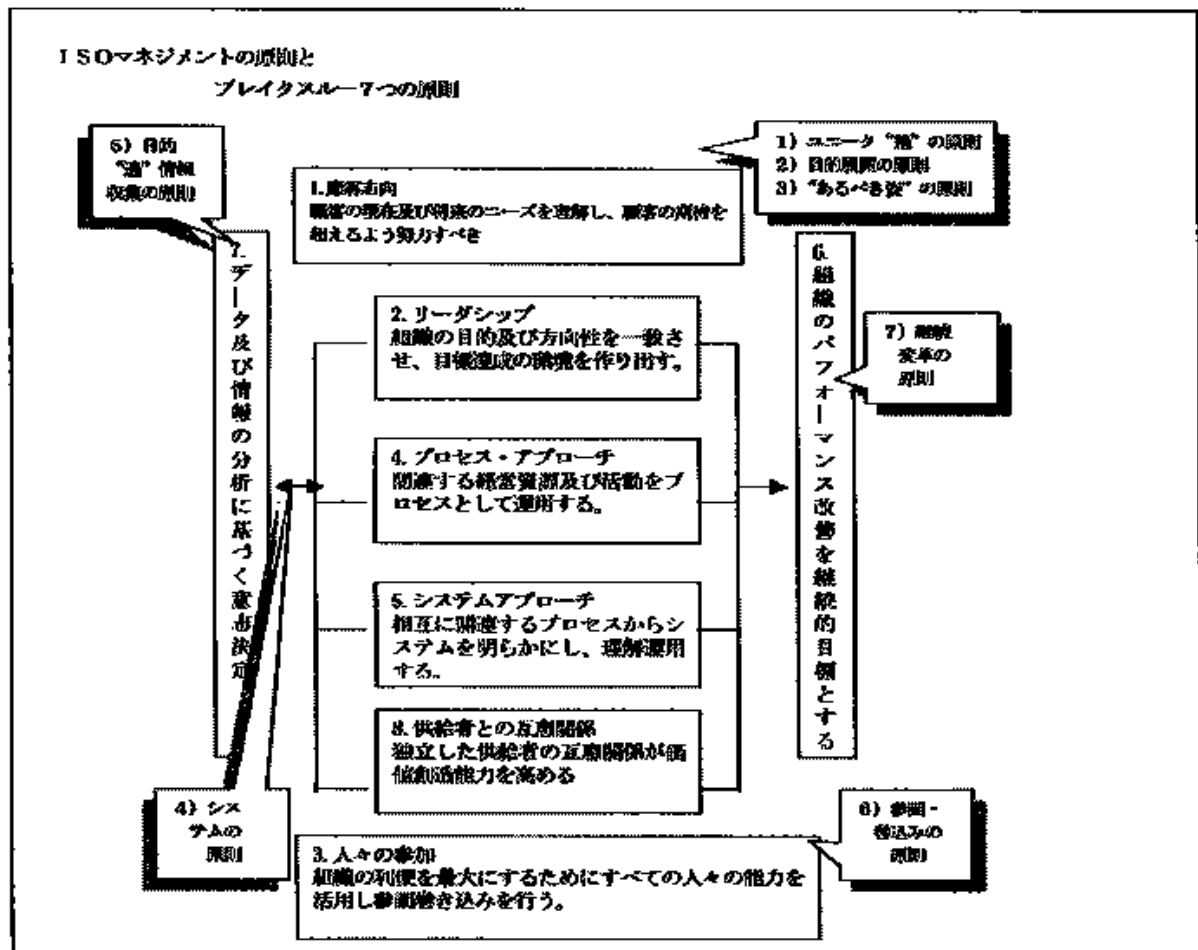 ISOマネジメントの原則と
ブレイクスルー7つの原則
5) 目的
“適” 情報
収集の原則
1) ユニーク “ ” の原則
2) 目的展開の原則
3) “あるべき姿” の原則
1. 顧客志向
顧客の現在及び将来のニーズを理解し、顧客の期待を
超えるよう努力すべき
7. データ及び情報の分析に基づく意志決定
2. リーダシップ
組織の目的及び方向性を一致さ
せ、目標達成の環境を作り出す。
6. 組織のパフォーマンス改善を継続的目標とする
7) 継続
変革の
原則
4. プロセス・アプローチ
関連する経営資源及び活動をプ
ロセスとして運用する。
5. システムアプローチ
相互に関連するプロセスからシ
ステムを明らかにし、理解運用
する。
8. 供給者との互恵関係
独立した供給者の互恵関係が価
値創造能力を高める
4) シス
テムの
原則
6) 参画・
巻込みの
原則
3. 人々の参加
組織の利便を最大にするためにすべての人々の能力を
活用し参画巻き込みを行う。